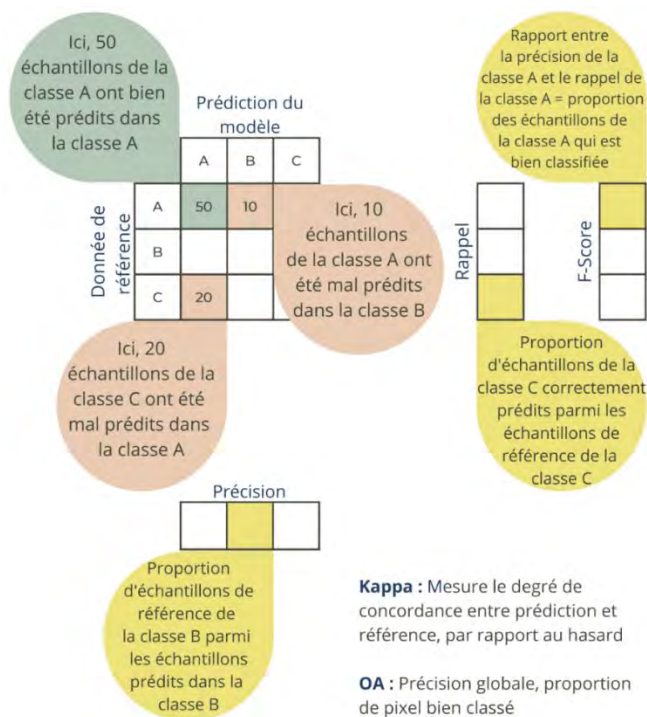 Ici, 50
échantillons de la
classe A ont bien
été prédits dans
la classe A
Prédiction du
modèle
A B C
Donnée de
référence
A 50 10
B
C 20
Ici, 10
échantillons
de la classe A ont
été mal prédits
dans la classe B
Ici, 20
échantillons de la
classe C ont été
mal prédits dans
la classe A
Rapport entre
la précision de la
classe A et le rappel de
la classe A = proportion
des échantillons de
la classe A qui est
bien classifiée
Rappel
F-Score
Proportion
d'échantillons de la
classe C correctement
prédits parmi les
échantillons de
référence de la
classe C
Précision
Proportion
d'échantillons de
référence de
la classe B parmi
les échantillons
prédits dans la
classe B
Kappa : Mesure le degré de
concordance entre prédiction et
référence, par rapport au hasard
OA : Précision globale, proportion
de pixel bien classé